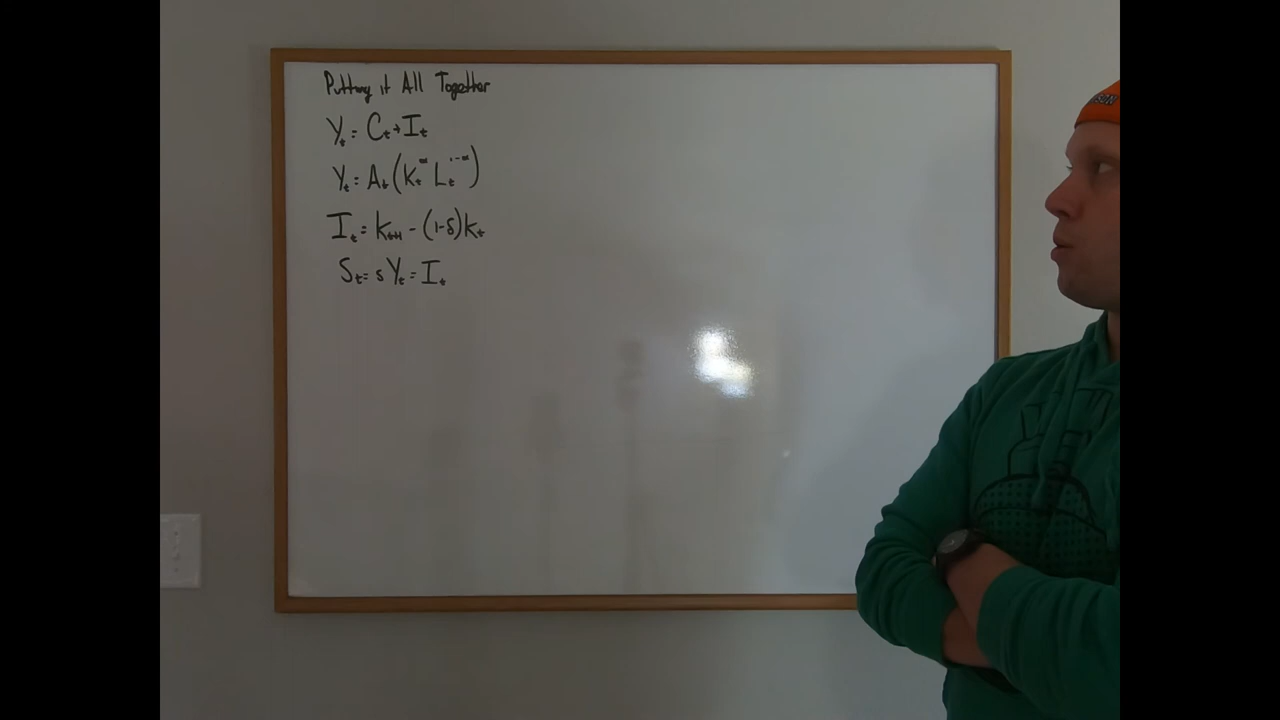 Putting it All Together
Yₜ = Cₜ + Iₜ
Yₜ = Aₜ(Kₜ^α Lₜ^(1-α))
Iₜ = Kₜ₊₁ - (1-δ)Kₜ
Sₜ = sYₜ = Iₜ